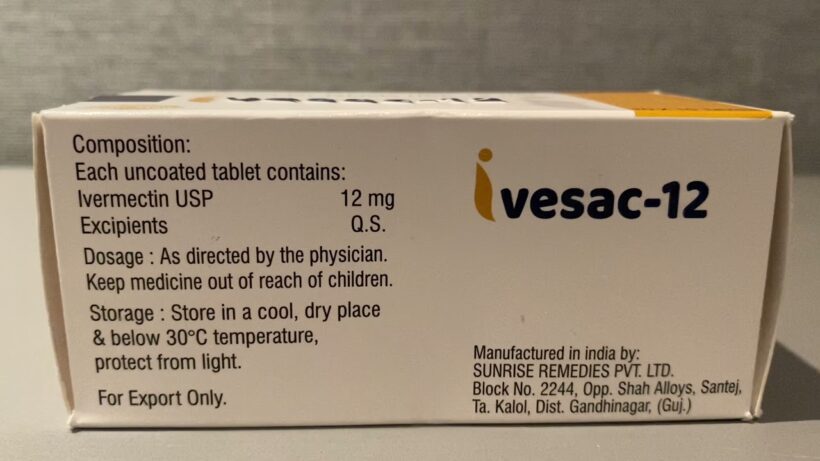 Composition:
Each uncoated tablet contains:
Ivermectin USP 12 mg
Excipients Q.S.
Dosage : As directed by the physician.
Keep medicine out of reach of children.
Storage : Store in a cool, dry place
& below 30°C temperature,
protect from light.
For Export Only.
ivesac-12
Manufactured in india by:
SUNRISE REMEDIES PVT. LTD.
Block No. 2244, Opp. Shah Alloys, Santej,
Ta. Kalol, Dist. Gandhinagar, (Guj.)